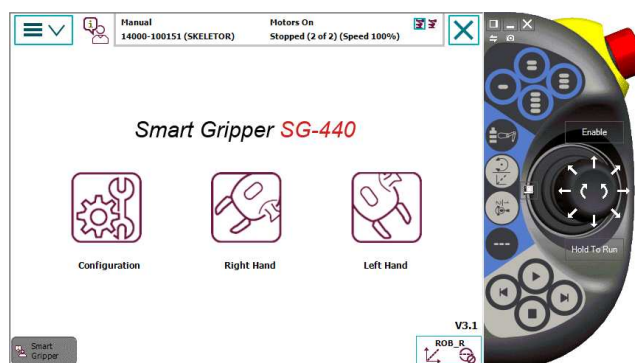 Manual
14000-100151 (SKELETOR)
Motors On
Stopped (2 of 2) (Speed 100%)
Smart Gripper SG-440
Configuration
Right Hand
Left Hand
V3.1
Smart
Gripper
ROB_R
Enable
Hold To Run